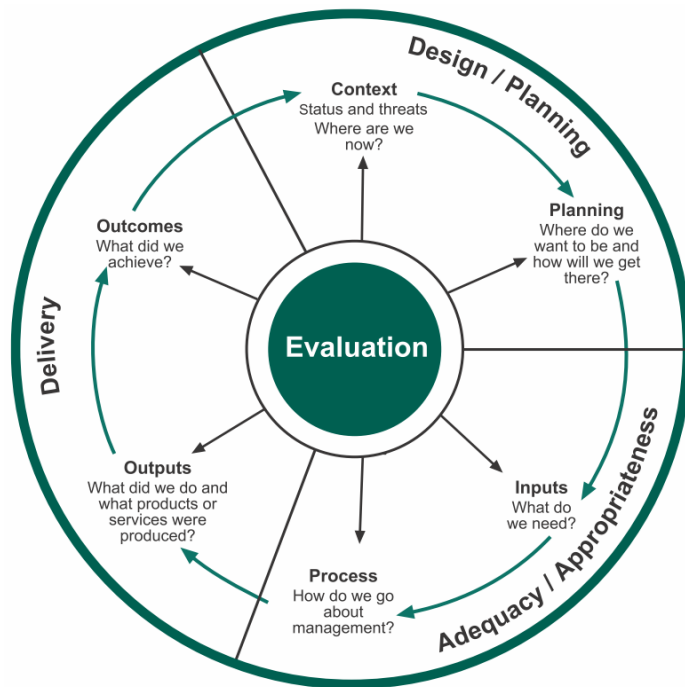 Design / Planning
Context
Status and threats
Where are we
now?
Planning
Where do we
want to be and
how will we get
there?
Outcomes
What did we
achieve?
Delivery
Evaluation
Outputs
What did we do and
what products or
services were
produced?
Inputs
What do
we need?
Process
How do we go
about
management?
Adequacy / Appropriateness